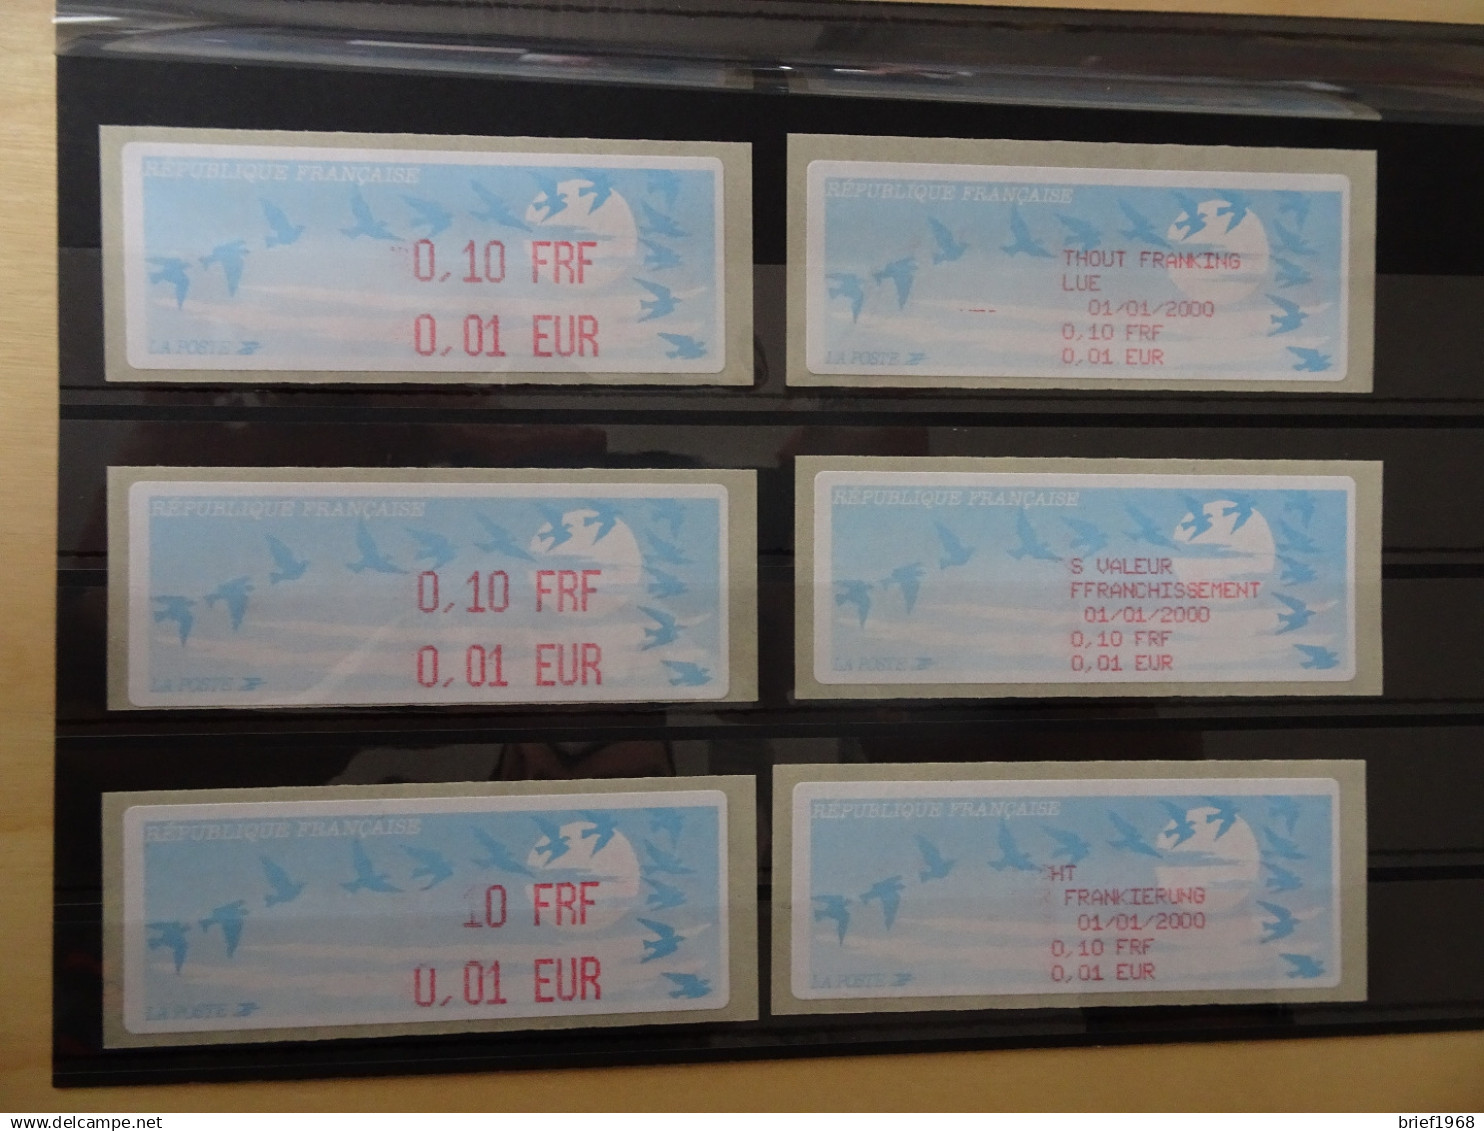 RÉPUBLIQUE FRANÇAISE
0,10 FRF
0,01 EUR
LA POSTE
RÉPUBLIQUE FRANÇAISE
THOUT FRANKING
LUE
01/01/2000
0,10 FRF
0,01 EUR
LA POSTE
RÉPUBLIQUE FRANÇAISE
0,10 FRF
0,01 EUR
LA POSTE
RÉPUBLIQUE FRANÇAISE
S VALEUR
FFRANCHISSEMENT
01/01/2000
0,10 FRF
0,01 EUR
LA POSTE
RÉPUBLIQUE FRANÇAISE
10 FRF
0,01 EUR
LA POSTE
RÉPUBLIQUE FRANÇAISE
HT
FRANKIERUNG
01/01/2000
0,10 FRF
0,01 EUR
LA POSTE
delcampe.net
brief1968